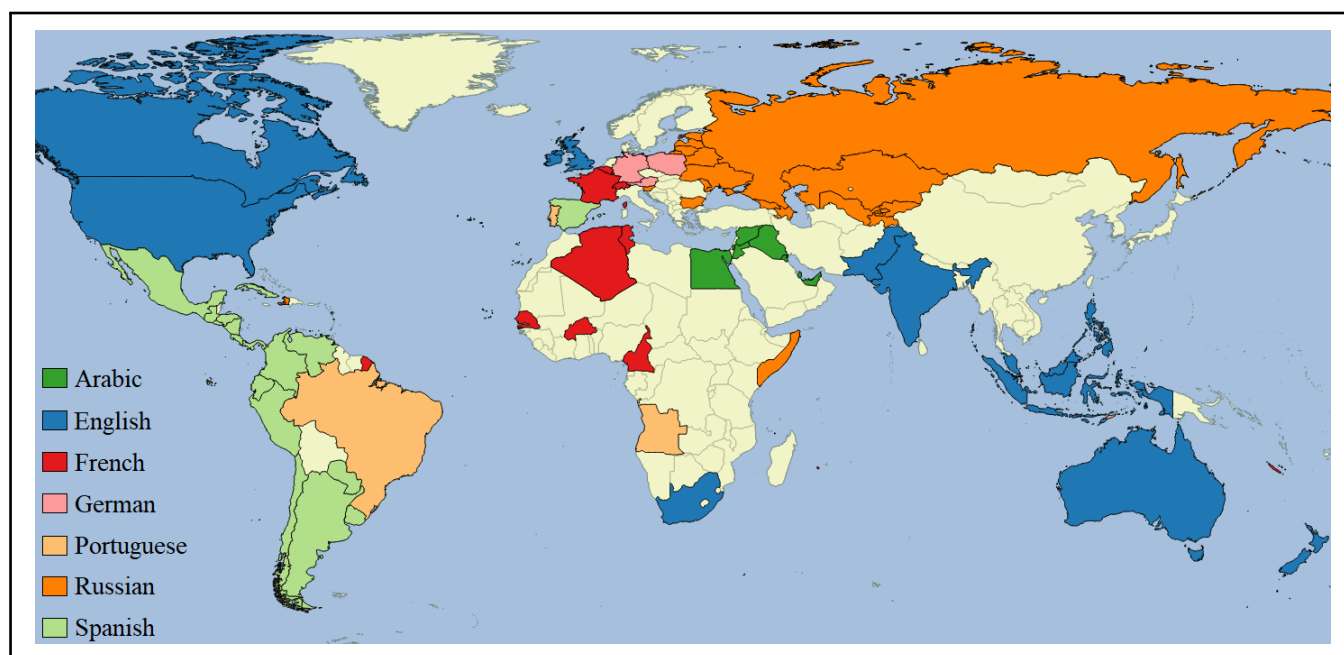 Arabic
English
French
German
Portuguese
Russian
Spanish